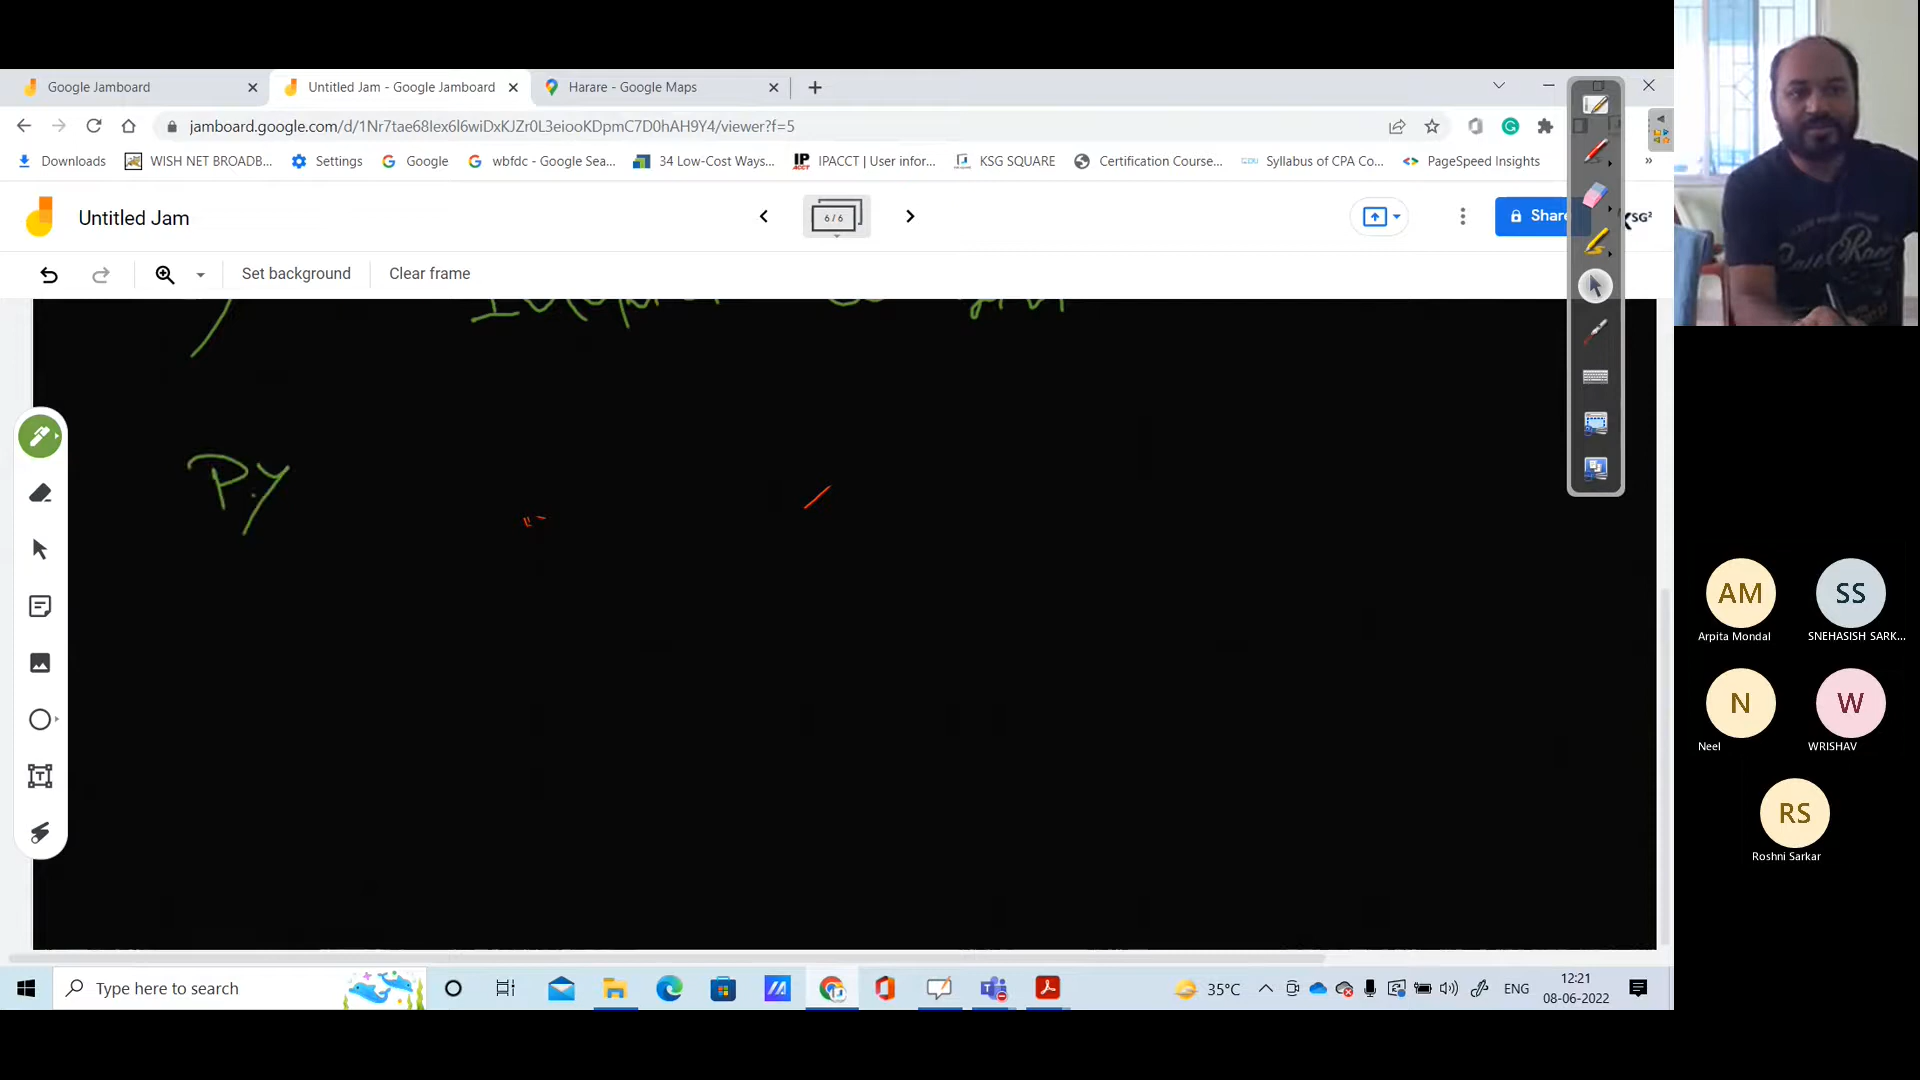 Google Jamboard
Untitled Jam - Google Jamboard
Harare - Google Maps
jamboard.google.com/d/1Nr7tae68Iex6l6wiDxKJZr0L3eiooKDpmC7D0hAH9Y4/viewer?f=5
Downloads
WISH NET BROADB...
Settings
Google
wbfdc - Google Sea...
34 Low-Cost Ways...
IPACCT | User infor...
KSG SQUARE
Certification Course...
Syllabus of CPA Co...
PageSpeed Insights
»
Untitled Jam
6 / 6
Share
Set background
Clear frame
P.Y
AM
Arpita Mondal
SS
SNEHASISH SARK...
N
Neel
W
WRISHAV
RS
Roshni Sarkar
Type here to search
35°C
ENG
12:21
08-06-2022